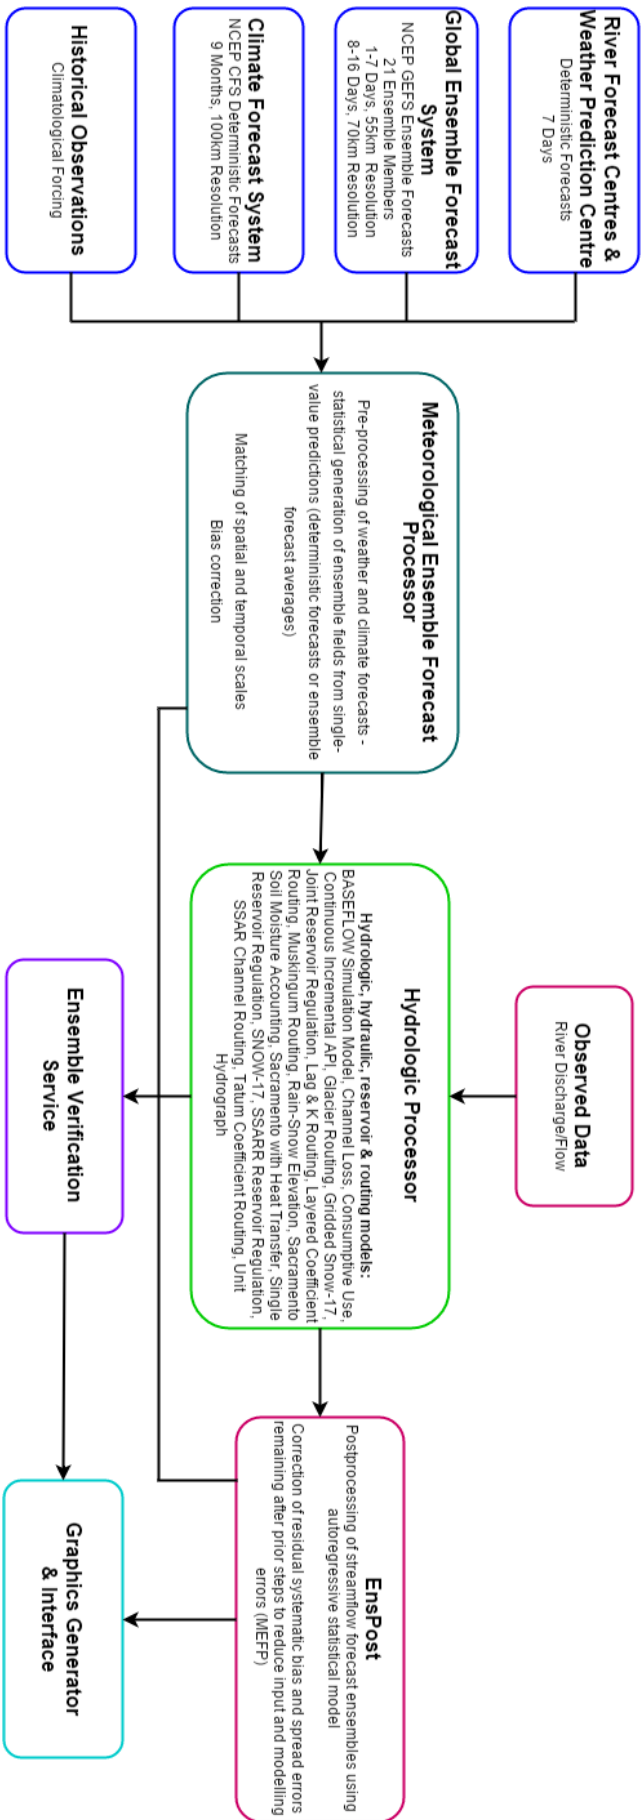 River Forecast Centres &
Weather Prediction Centre
Deterministic Forecasts
7 Days
Global Ensemble Forecast
System
NCEP GEFS Ensemble Forecasts
21 Ensemble Members
1-7 Days, 55km Resolution
8-16 Days, 70km Resolution
Climate Forecast System
NCEP CFS Deterministic Forecasts
9 Months, 100km Resolution
Historical Observations
Climatological Forcing
Meteorological Ensemble Forecast
Processor
Pre-processing of weather and climate forecasts -
statistical generation of ensemble fields from single-
value predictions (deterministic forecasts or ensemble
forecast averages)
Matching of spatial and temporal scales
Bias correction
Observed Data
River Discharge/Flow
Hydrologic Processor
Hydrologic, hydraulic, reservoir & routing models:
BASEFLOW Simulation Model, Channel Loss, Consumptive Use,
Continuous Incremental API, Glacier Routing, Gridded Snow-17,
Joint Reservoir Regulation, Lag & K Routing, Layered Coefficient
Routing, Muskingum Routing, Rain-Snow Elevation, Sacramento
Soil Moisture Accounting, Sacramento with Heat Transfer, Single
Reservoir Regulation, SNOW-17, SSARR Reservoir Regulation,
SSAR Channel Routing, Tatum Coefficient Routing, Unit
Hydrograph
Ensemble Verification
Service
EnsPost
Postprocessing of streamflow forecast ensembles using
autoregressive statistical model
Correction of residual systematic bias and spread errors
remaining after prior steps to reduce input and modelling
errors (MEFP)
Graphics Generator
& Interface